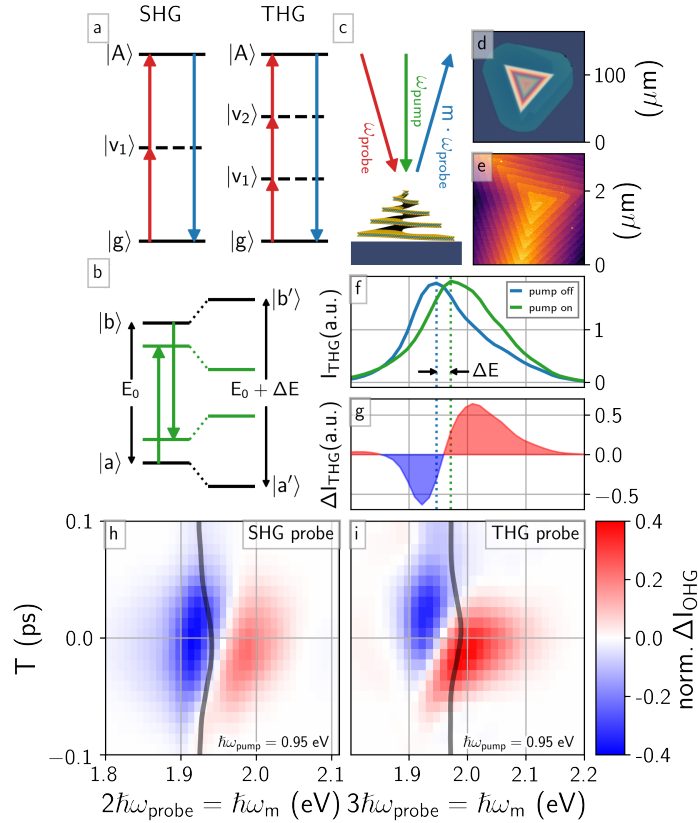 a
SHG
THG
|A⟩
|v₁⟩
|g⟩
|A⟩
|v₂⟩
|v₁⟩
|g⟩
c
ω_probe
ω_pump
m · ω_probe
d
100
0
(μm)
e
2
0
(μm)
b
|b⟩
|a⟩
E₀
|b′⟩
|a′⟩
E₀ + ΔE
f
pump off
pump on
ΔE
I_THG(a.u.)
1
0
g
ΔI_THG(a.u.)
0.5
0.0
−0.5
h
SHG probe
ħω_pump = 0.95 eV
T (ps)
0.1
0.0
−0.1
1.8
1.9
2.0
2.1
2ħω_probe = ħω_m (eV)
i
THG probe
ħω_pump = 0.95 eV
1.9
2.0
2.1
2.2
3ħω_probe = ħω_m (eV)
0.4
0.2
0.0
-0.2
-0.4
norm. ΔI_OHG